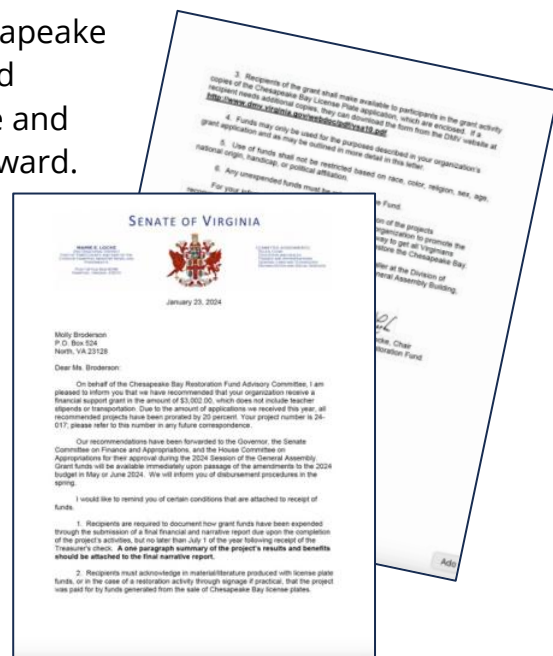 apeake
d
e and
ward.
3. Recipients of the grant shall make available to participants in the grant activity
copies of the Chesapeake Bay License Plate application, which are enclosed. If a
recipient needs additional copies, they can download the form from the DMV website at
http://www.dmv.virginia.gov/webdoc/pdf/vsa10.pdf
4. Funds may only be used for the purposes described in your organization's
grant application and as may be outlined in more detail in this letter.
5. Use of funds shall not be restricted based on race, color, religion, sex, age,
national origin, handicap, or political affiliation.
6. Any unexpended funds must be
For your
e Fund.
on of the projects
organization to promote the
way to get all Virginians
store the Chesapeake Bay.
at the Division of
neral Assembly Building,
cke, Chair
storation Fund
Add
SENATE OF VIRGINIA
MAMIE E. LOCKE
January 23, 2024
Molly Broderson
P.O. Box 524
North, VA 23128
Dear Ms. Broderson:
On behalf of the Chesapeake Bay Restoration Fund Advisory Committee, I am
pleased to inform you that we have recommended that your organization receive a
financial support grant in the amount of $3,002.00, which does not include teacher
stipends or transportation. Due to the amount of applications we received this year, all
recommended projects have been prorated by 20 percent. Your project number is 24-
017; please refer to this number in any future correspondence.
Our recommendations have been forwarded to the Governor, the Senate
Committee on Finance and Appropriations, and the House Committee on
Appropriations for their approval during the 2024 Session of the General Assembly.
Grant funds will be available immediately upon passage of the amendments to the 2024
budget in May or June 2024. We will inform you of disbursement procedures in the
spring.
I would like to remind you of certain conditions that are attached to receipt of
funds.
1. Recipients are required to document how grant funds have been expended
through the submission of a final financial and narrative report due upon the completion
of the project's activities, but no later than July 1 of the year following receipt of the
Treasurer's check. A one paragraph summary of the project's results and benefits
should be attached to the final narrative report.
2. Recipients must acknowledge in material/literature produced with license plate
funds, or in the case of a restoration activity through signage if practical, that the project
was paid for by funds generated from the sale of Chesapeake Bay license plates.